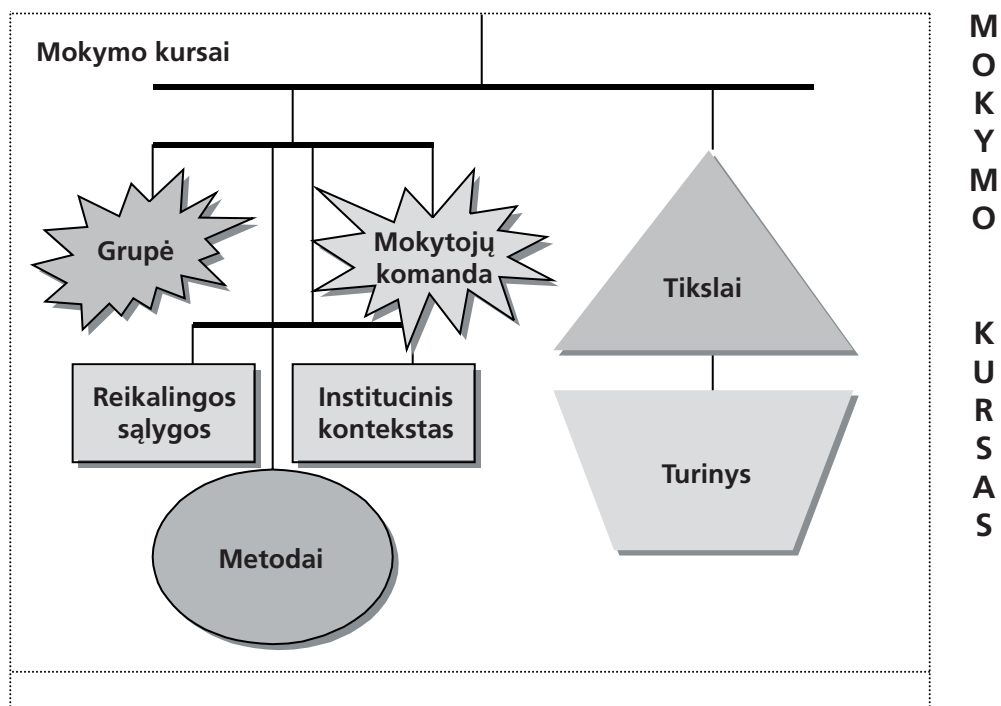 Mokymo kursai
Grupė
Mokytojų
komanda
Tikslai
Reikalingos
sąlygos
Institucinis
kontekstas
Turinys
Metodai
M
O
K
Y
M
O
K
U
R
S
A
S